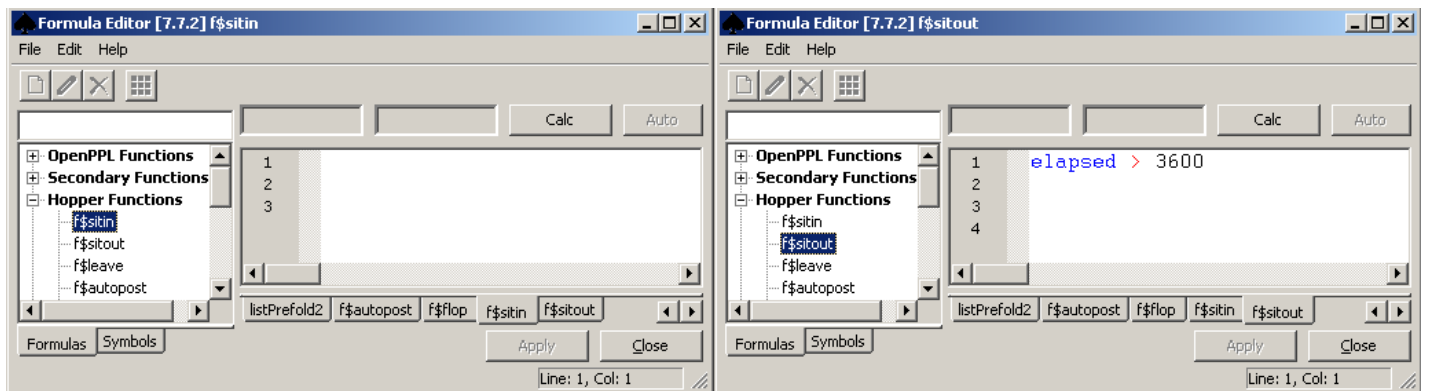 Formula Editor [7.7.2] f$sitin
File Edit Help
Calc
Auto
OpenPPL Functions
Secondary Functions
Hopper Functions
f$sitin
f$sitout
f$leave
f$autopost
1
2
3
listPrefold2 f$autopost f$flop f$sitin f$sitout
Formulas Symbols
Apply Close
Line: 1, Col: 1
Formula Editor [7.7.2] f$sitout
File Edit Help
Calc
Auto
OpenPPL Functions
Secondary Functions
Hopper Functions
f$sitin
f$sitout
f$leave
f$autopost
1 elapsed > 3600
2
3
4
listPrefold2 f$autopost f$flop f$sitin f$sitout
Formulas Symbols
Apply Close
Line: 1, Col: 1